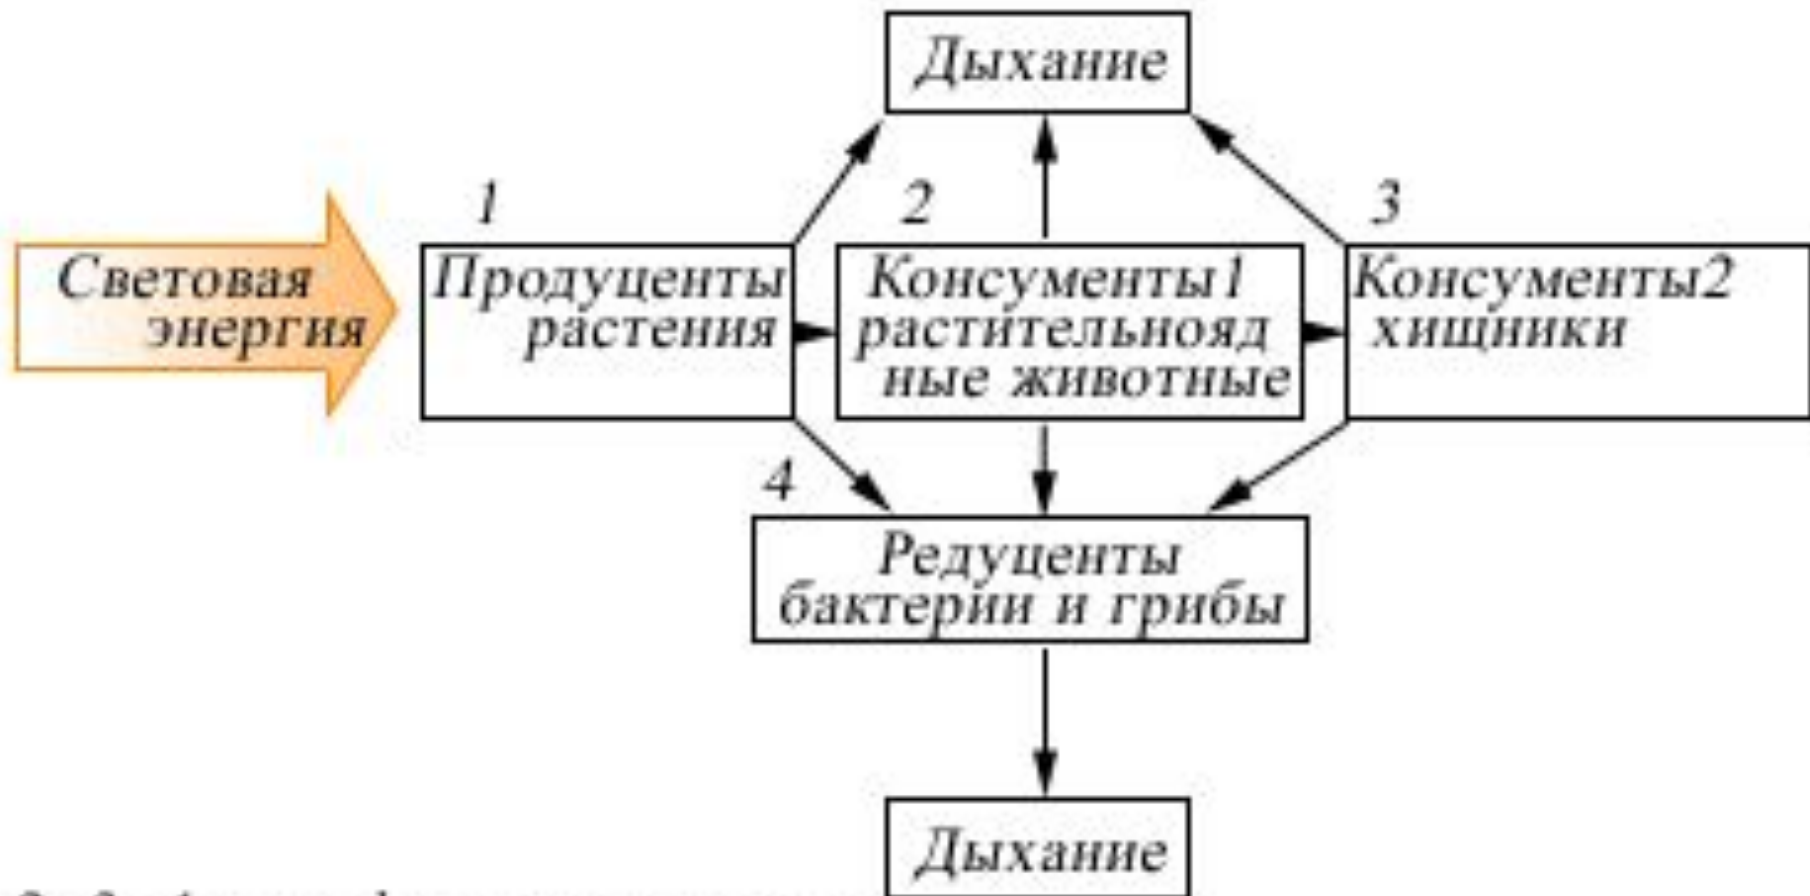 Дыхание
1
2
3
Световая
энергия
Продуценты
растения
Консументы1
растительнояд
ные животные
Консументы2
хищники
4
Редуценты
бактерии и грибы
Дыхание